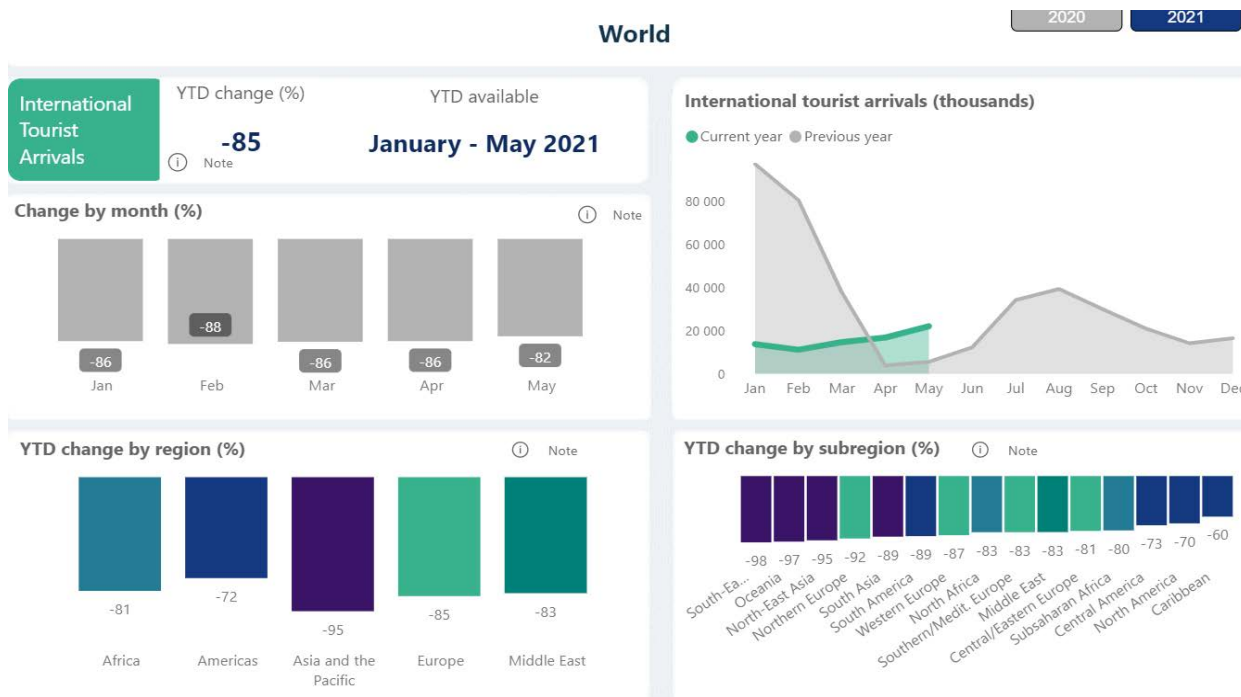 World
2020
2021
International
Tourist
Arrivals
YTD change (%)
-85
Note
YTD available
January - May 2021
International tourist arrivals (thousands)
Current year
Previous year
80 000
60 000
40 000
20 000
0
Jan Feb Mar Apr May Jun Jul Aug Sep Oct Nov Dec
Change by month (%)
Note
-86 -88 -86 -86 -82
Jan Feb Mar Apr May
YTD change by region (%)
Note
-81 -72 -95 -85 -83
Africa Americas Asia and the Pacific Europe Middle East
YTD change by subregion (%)
Note
-98 -97 -95 -92 -89 -89 -87 -83 -83 -83 -81 -80 -73 -70 -60
South-Ea...
Oceania
North-East Asia
Northern Europe
South Asia
South America
Western Europe
North Africa
Southern/Medit. Europe
Middle East
Central/Eastern Europe
Subsaharan Africa
Central America
North America
Caribbean